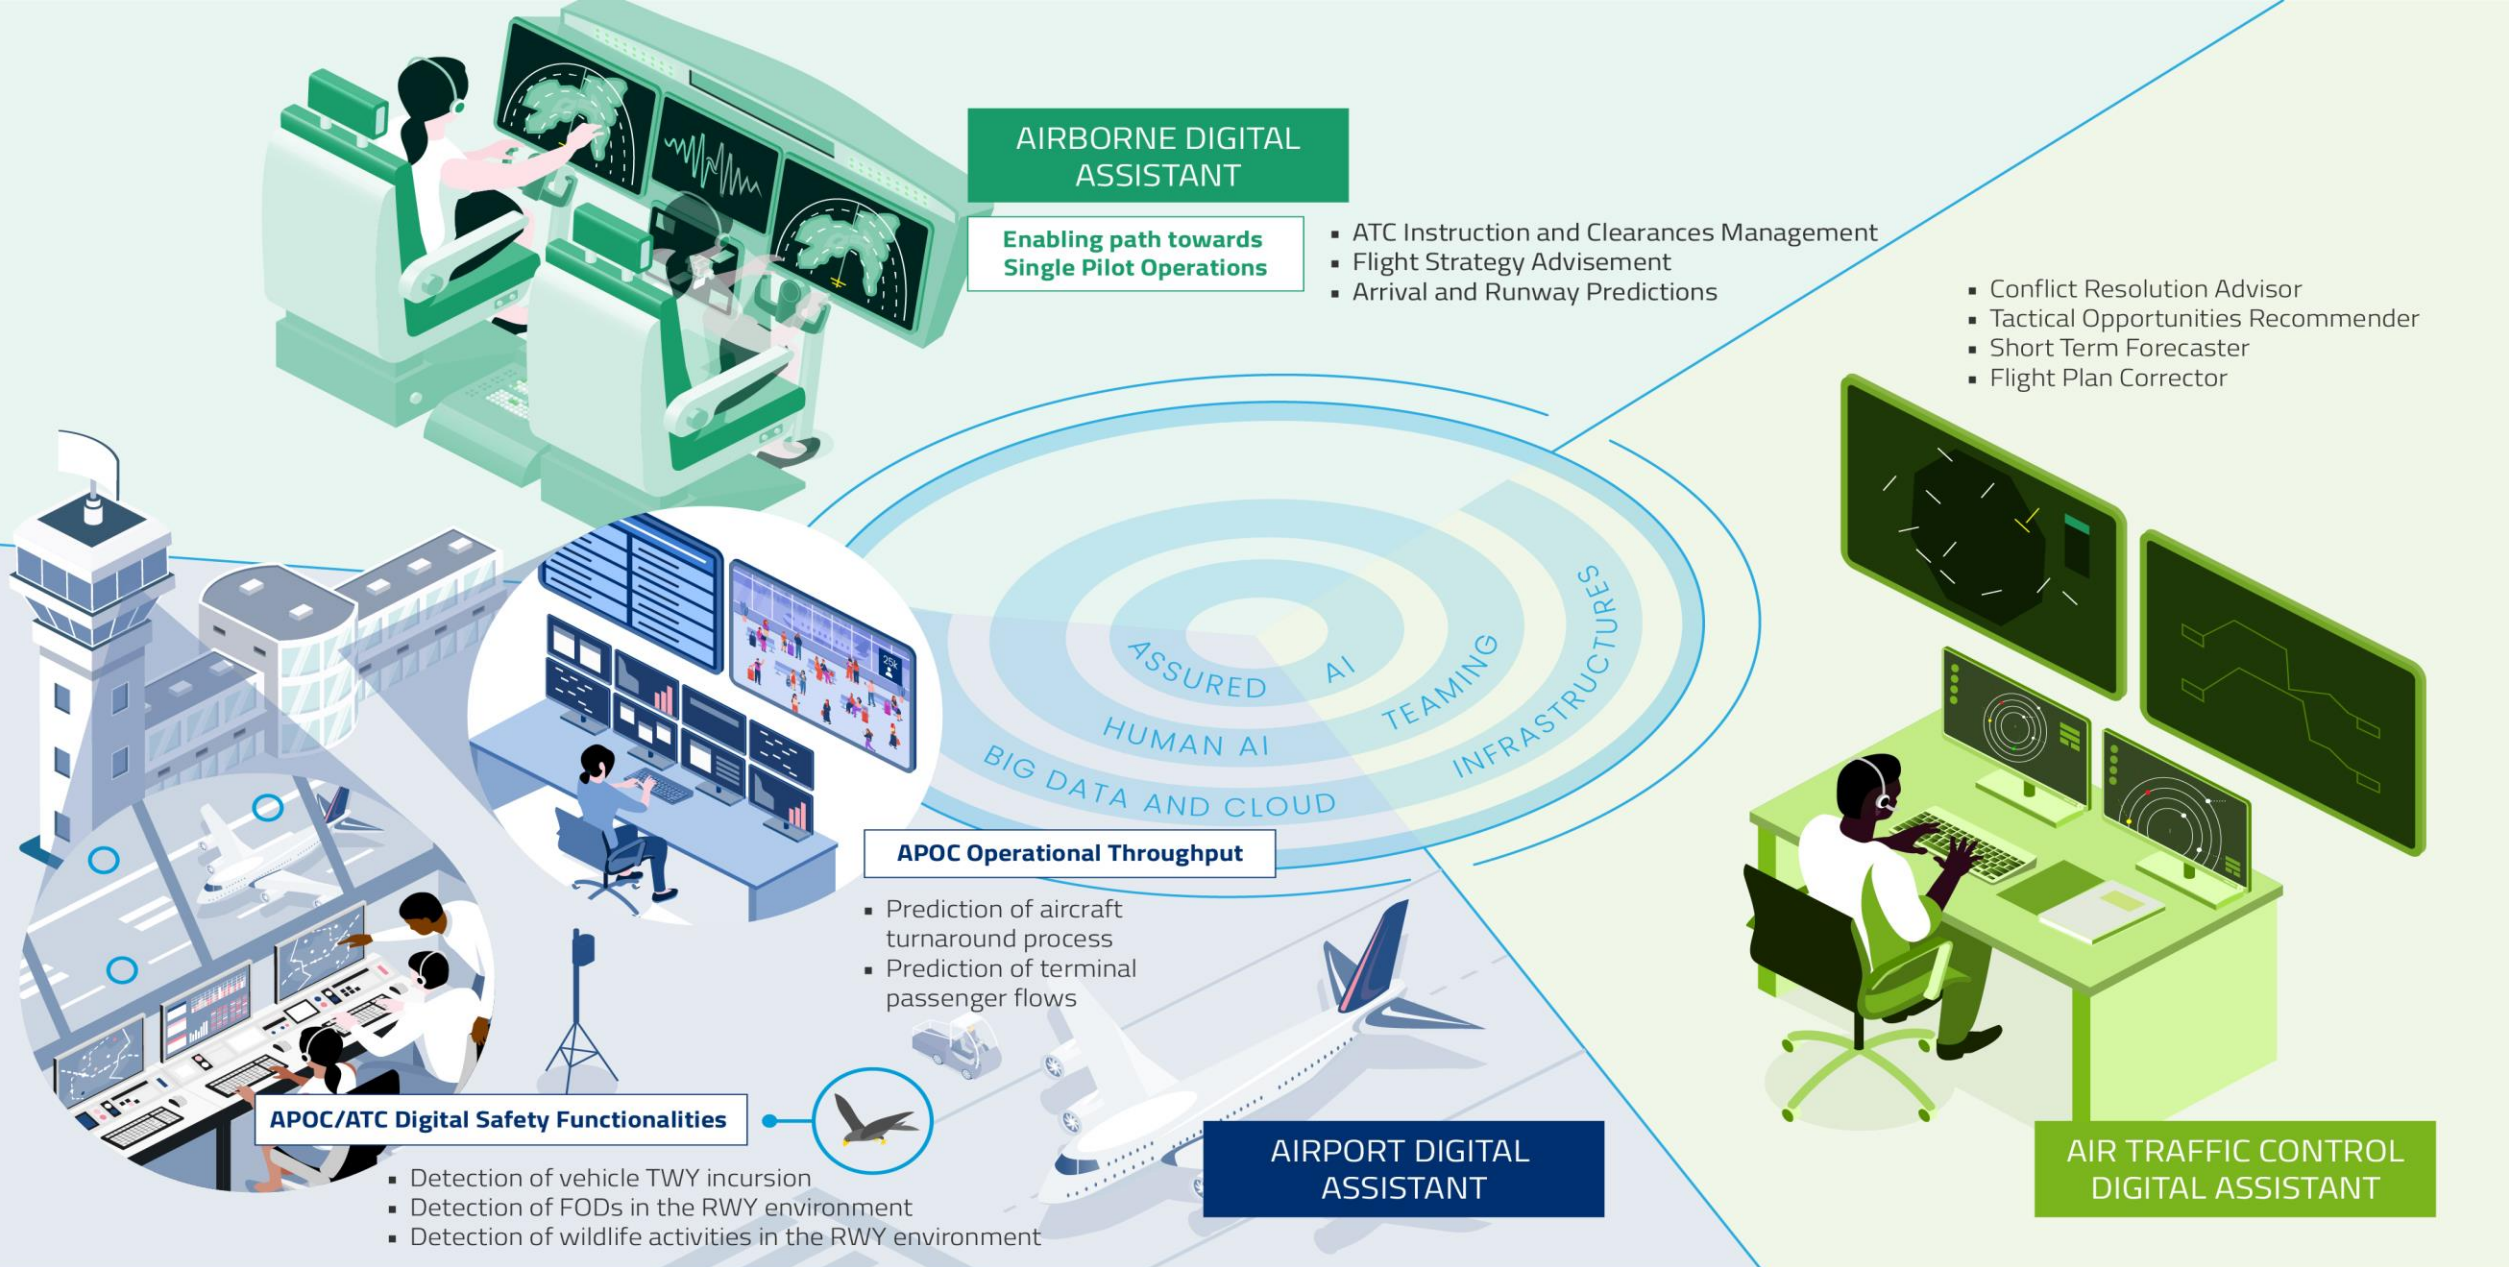 AIRBORNE DIGITAL
ASSISTANT
Enabling path towards
Single Pilot Operations
▪ ATC Instruction and Clearances Management
▪ Flight Strategy Advisement
▪ Arrival and Runway Predictions
▪ Conflict Resolution Advisor
▪ Tactical Opportunities Recommender
▪ Short Term Forecaster
▪ Flight Plan Corrector
25K
ASSURED AI
HUMAN AI TEAMING
BIG DATA AND CLOUD INFRASTRUCTURES
APOC Operational Throughput
▪ Prediction of aircraft
turnaround process
▪ Prediction of terminal
passenger flows
APOC/ATC Digital Safety Functionalities
▪ Detection of vehicle TWY incursion
▪ Detection of FODs in the RWY environment
▪ Detection of wildlife activities in the RWY environment
AIRPORT DIGITAL
ASSISTANT
AIR TRAFFIC CONTROL
DIGITAL ASSISTANT